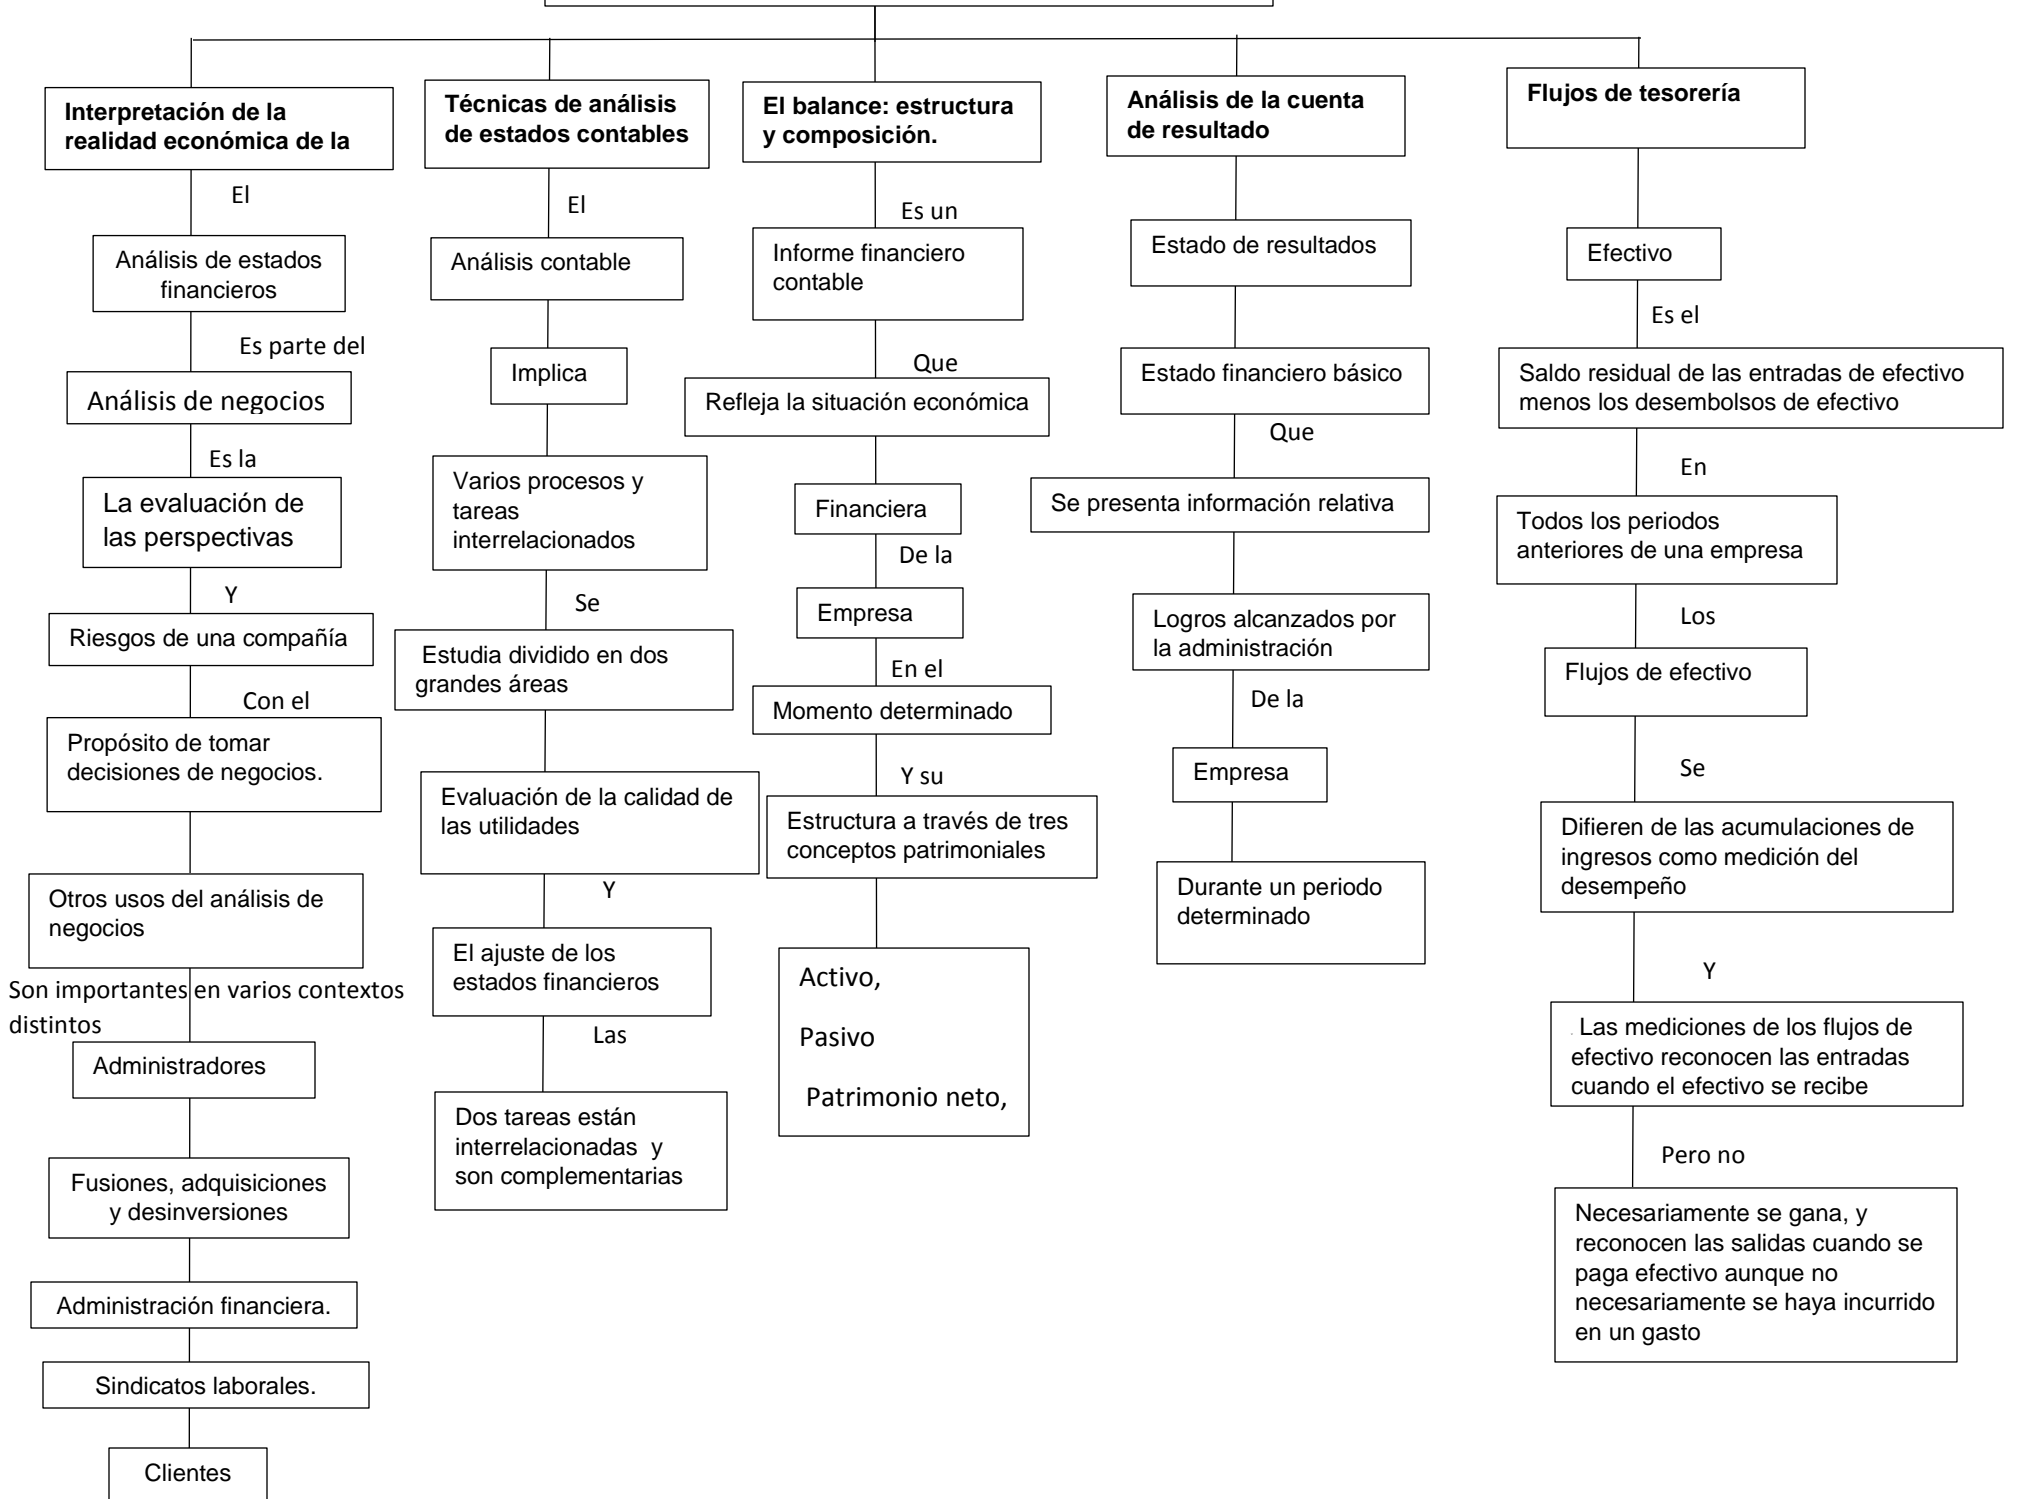 Interpretación de la
realidad económica de la
El
Análisis de estados
financieros
Es parte del
Análisis de negocios
Es la
La evaluación de
las perspectivas
Y
Riesgos de una compañía
Con el
Propósito de tomar
decisiones de negocios.
Otros usos del análisis de
negocios
Son importantes en varios contextos
distintos
Administradores
Fusiones, adquisiciones
y desinversiones
Administración financiera.
Sindicatos laborales.
Clientes
Técnicas de análisis
de estados contables
El
Análisis contable
Implica
Varios procesos y
tareas
interrelacionados
Se
Estudia dividido en dos
grandes áreas
Evaluación de la calidad de
las utilidades
Y
El ajuste de los
estados financieros
Las
Dos tareas están
interrelacionadas y
son complementarias
El balance: estructura
y composición.
Es un
Informe financiero
contable
Que
Refleja la situación económica
Financiera
De la
Empresa
En el
Momento determinado
Y su
Estructura a través de tres
conceptos patrimoniales
Activo,
Pasivo
Patrimonio neto,
Análisis de la cuenta
de resultado
Estado de resultados
Estado financiero básico
Que
Se presenta información relativa
Logros alcanzados por
la administración
De la
Empresa
Durante un periodo
determinado
Flujos de tesorería
Efectivo
Es el
Saldo residual de las entradas de efectivo
menos los desembolsos de efectivo
En
Todos los periodos
anteriores de una empresa
Los
Flujos de efectivo
Se
Difieren de las acumulaciones de
ingresos como medición del
desempeño
Y
. Las mediciones de los flujos de
efectivo reconocen las entradas
cuando el efectivo se recibe
Pero no
Necesariamente se gana, y
reconocen las salidas cuando se
paga efectivo aunque no
necesariamente se haya incurrido
en un gasto